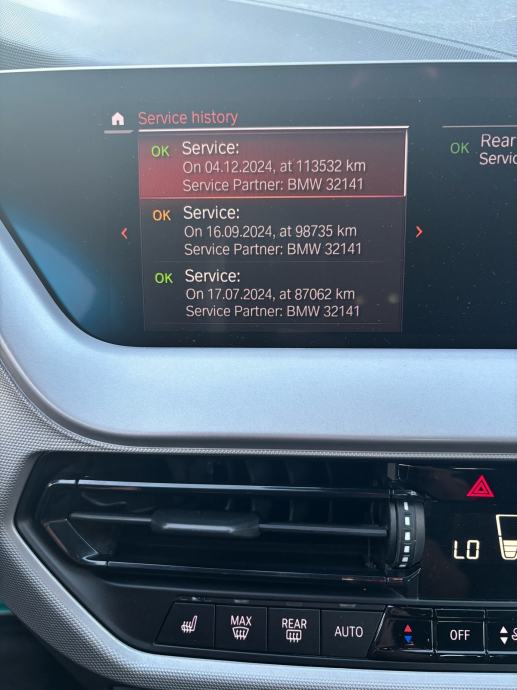 Service history
OK Service:
On 04.12.2024, at 113532 km
Service Partner: BMW 32141
OK Service:
On 16.09.2024, at 98735 km
Service Partner: BMW 32141
OK Service:
On 17.07.2024, at 87062 km
Service Partner: BMW 32141
OK Rear
Servic
LO
MAX
REAR
AUTO
OFF